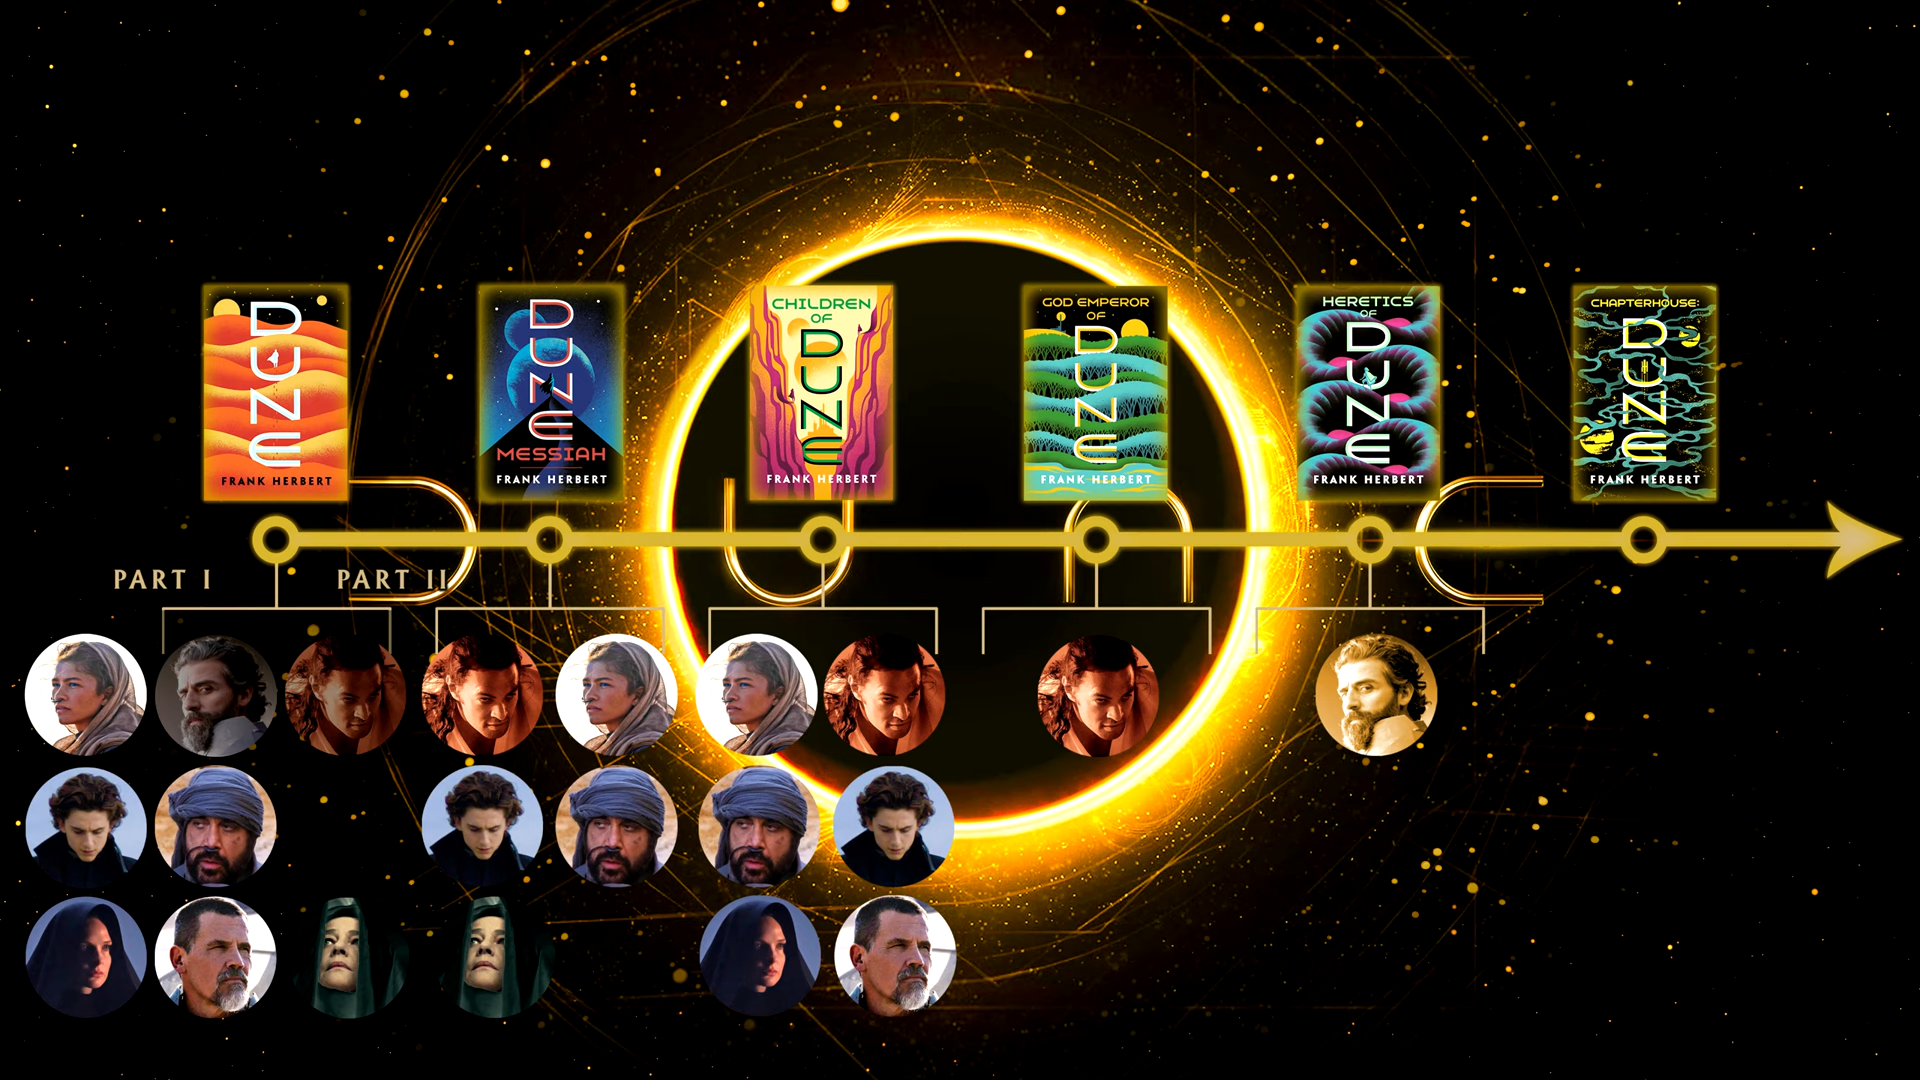 DUNE
FRANK HERBERT
DUNE
MESSIAH
FRANK HERBERT
CHILDREN
OF
DUNE
FRANK HERBERT
GOD EMPEROR
OF
DUNE
FRANK HERBERT
HERETICS
OF
DUNE
FRANK HERBERT
CHAPTERHOUSE:
DUNE
FRANK HERBERT
PART I
PART II